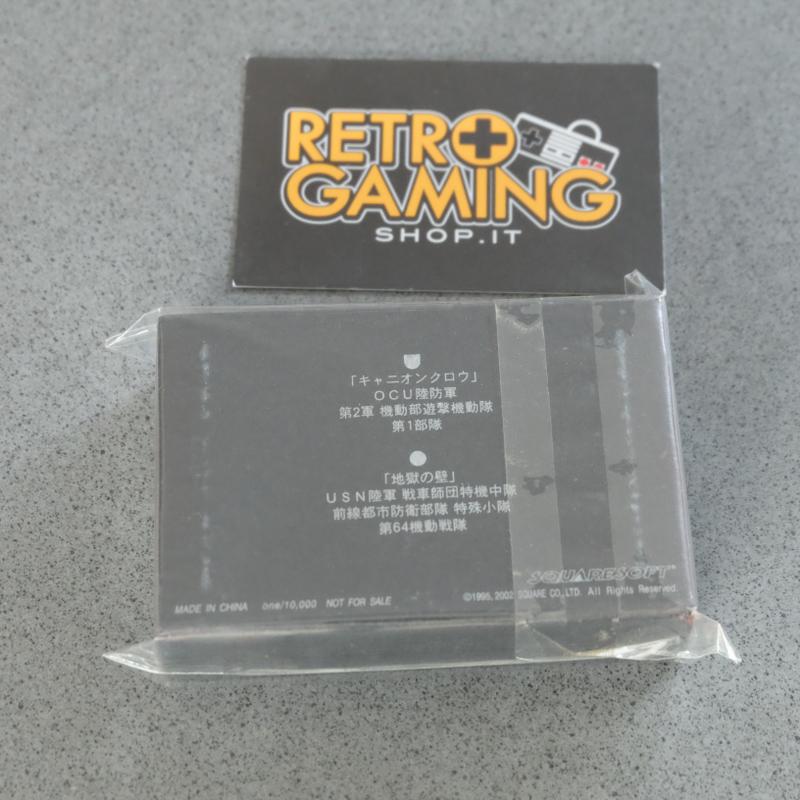 RETRO
GAMING
SHOP.IT
「キャニオンクロウ」
OCU陸防軍
第2軍 機動部遊撃機動隊
第1部隊
「地獄の壁」
USN陸軍 戦車師団特機中隊
前線都市防衛部隊 特殊小隊
第64機動戦隊
SQUARESOFT
MADE IN CHINA one/10,000 NOT FOR SALE
©1995, 2002 SQUARE CO., LTD. All Rights Reserved.